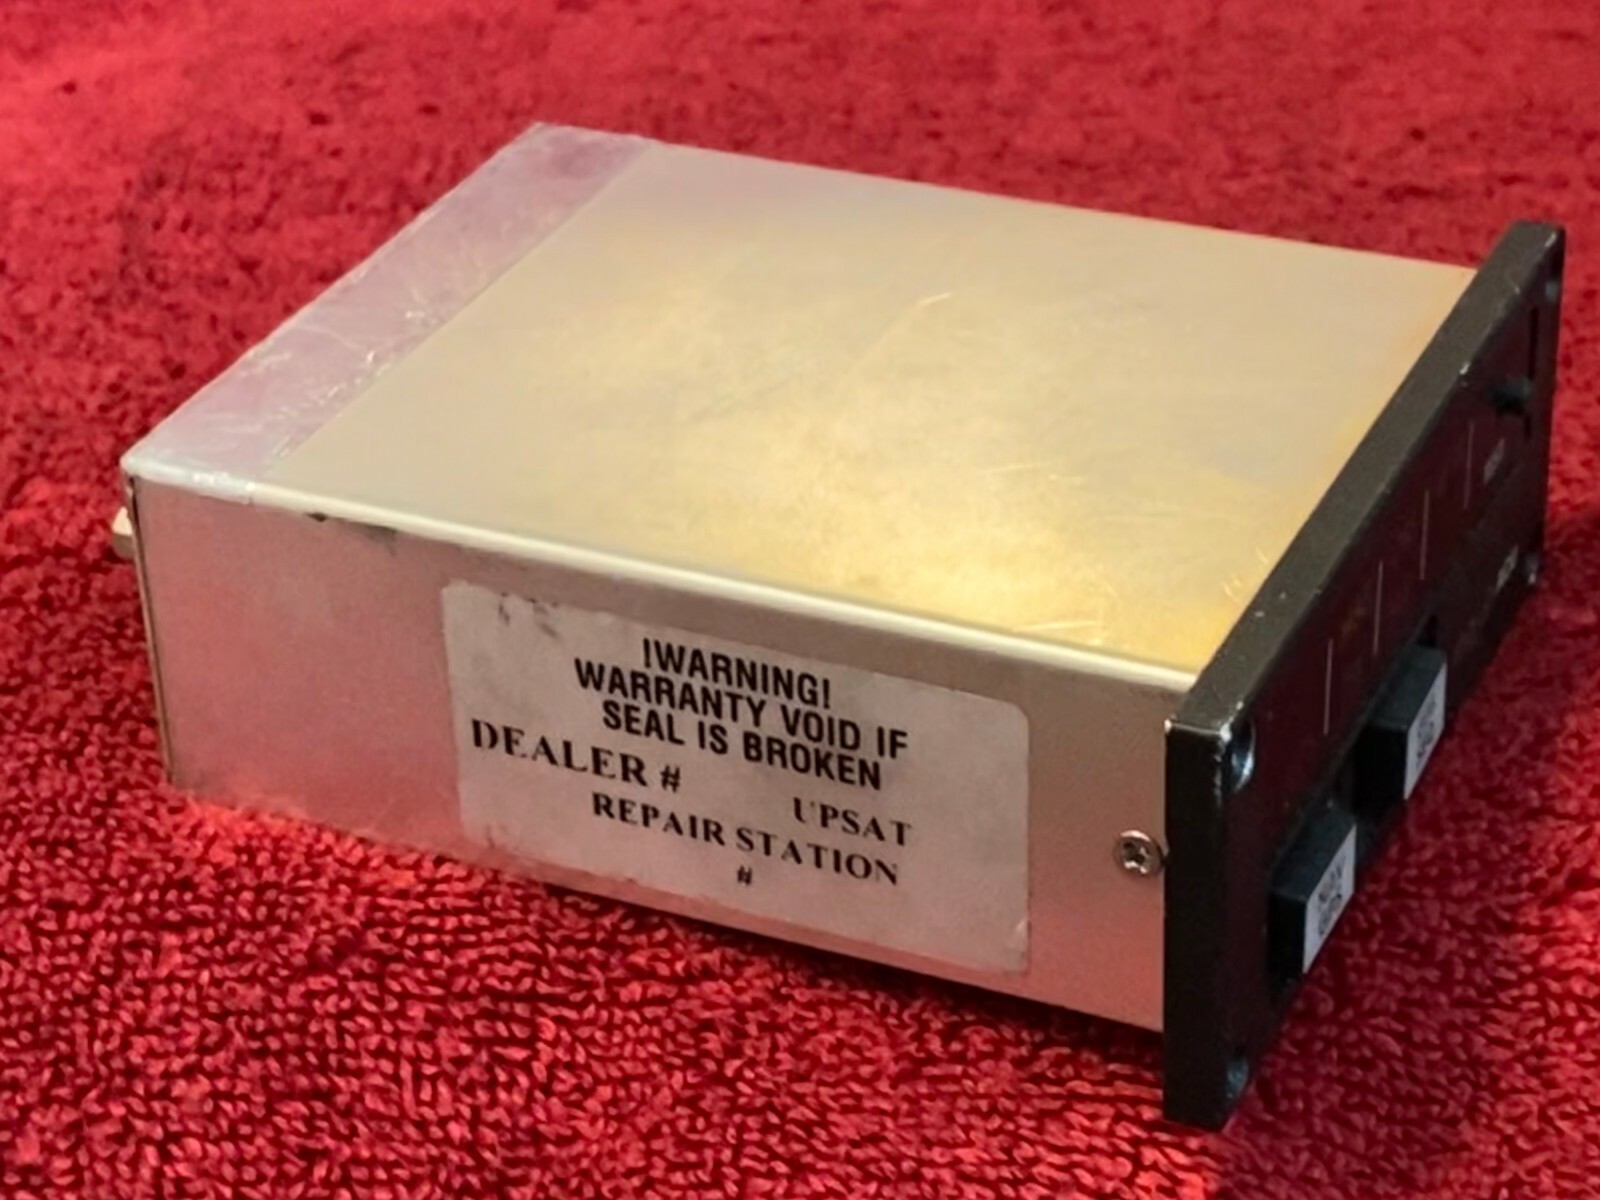 !WARNING!
WARRANTY VOID IF
SEAL IS BROKEN
DEALER #
UPSAT
REPAIR STATION
#